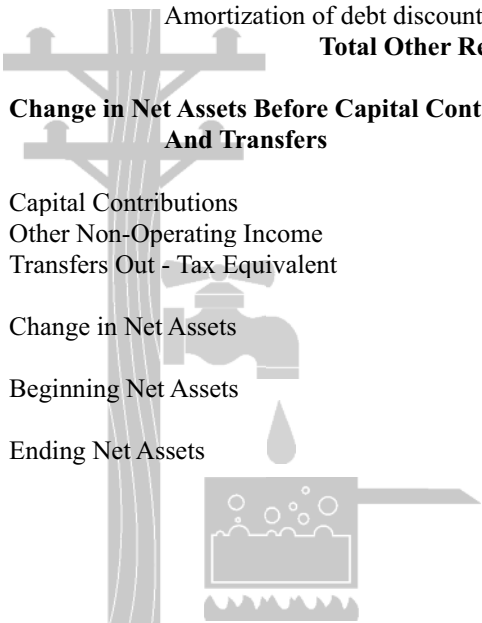 Amortization of debt discount
Total Other Re
Change in Net Assets Before Capital Cont
And Transfers
Capital Contributions
Other Non-Operating Income
Transfers Out - Tax Equivalent
Change in Net Assets
Beginning Net Assets
Ending Net Assets